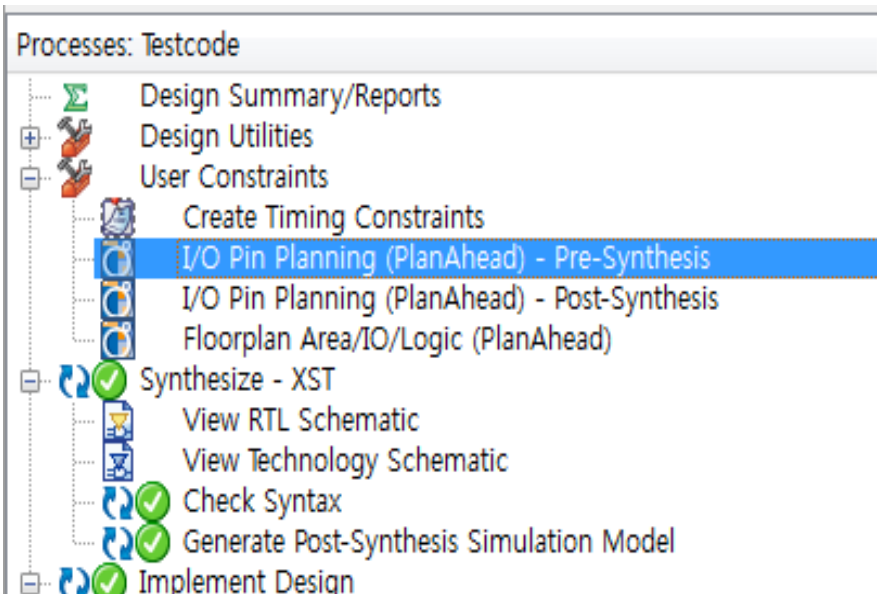 Processes: Testcode
Design Summary/Reports
Design Utilities
User Constraints
Create Timing Constraints
I/O Pin Planning (PlanAhead) - Pre-Synthesis
I/O Pin Planning (PlanAhead) - Post-Synthesis
Floorplan Area/IO/Logic (PlanAhead)
Synthesize - XST
View RTL Schematic
View Technology Schematic
Check Syntax
Generate Post-Synthesis Simulation Model
Implement Design